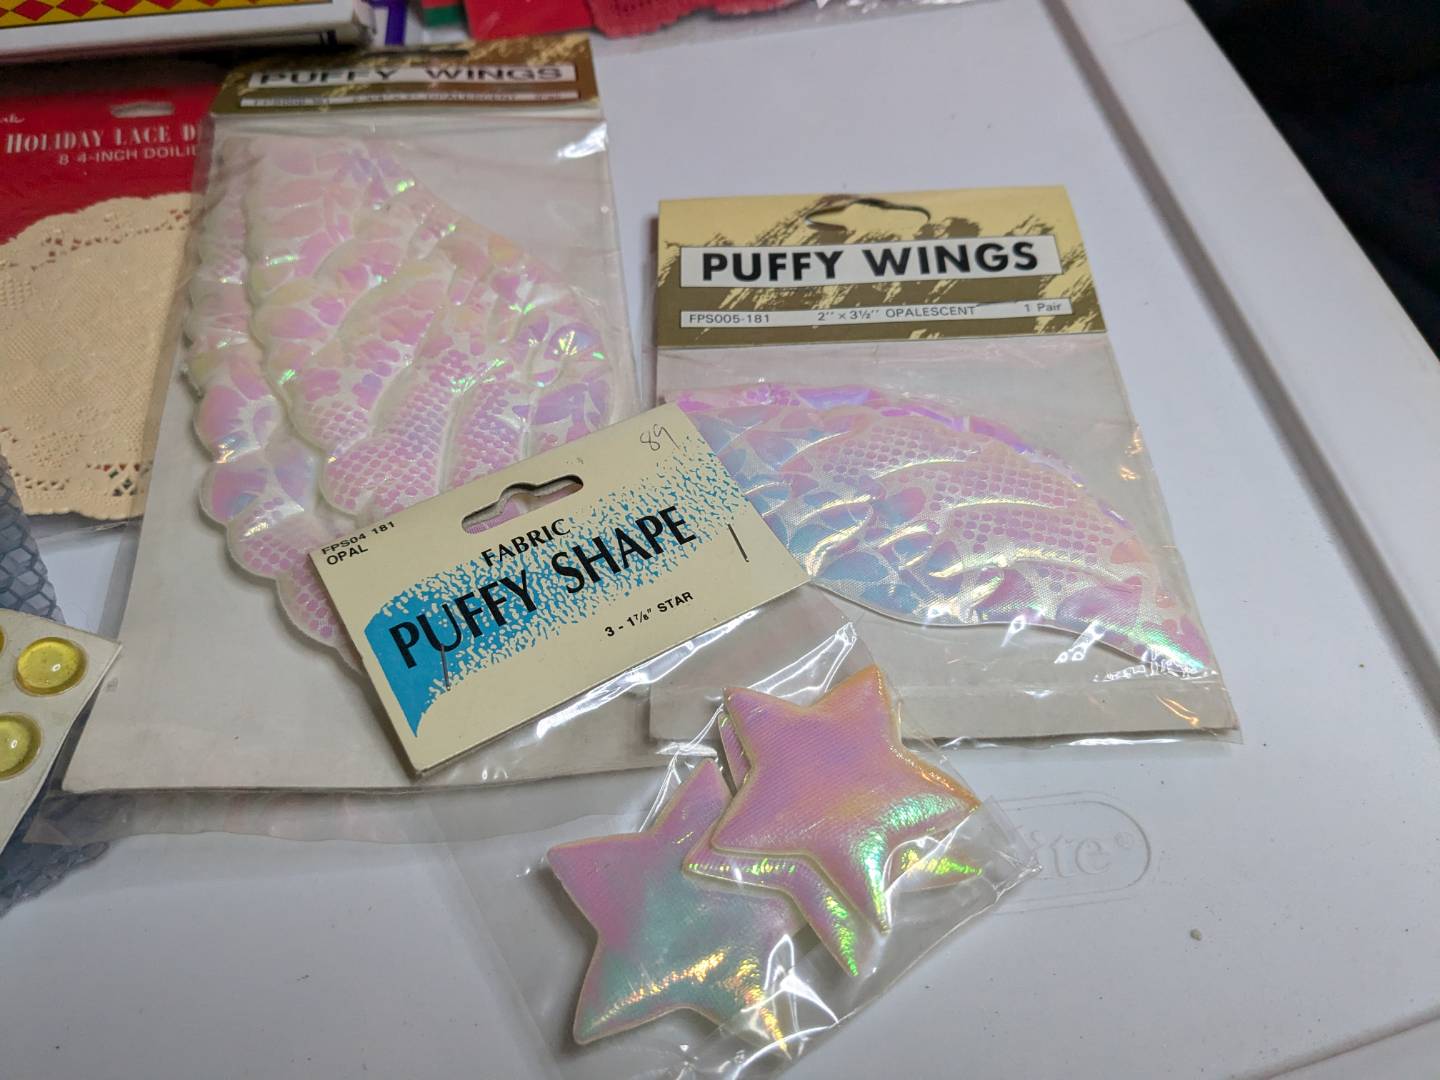 PUFFY WINGS
OPALESCENT
HOLIDAY LACE
8 4-INCH
PUFFY WINGS
FPS005-181 2" x 3½" OPALESCENT 1 Pair
89
FPS04 181
OPAL
FABRIC
PUFFY SHAPE
3 - 1⅞" STAR